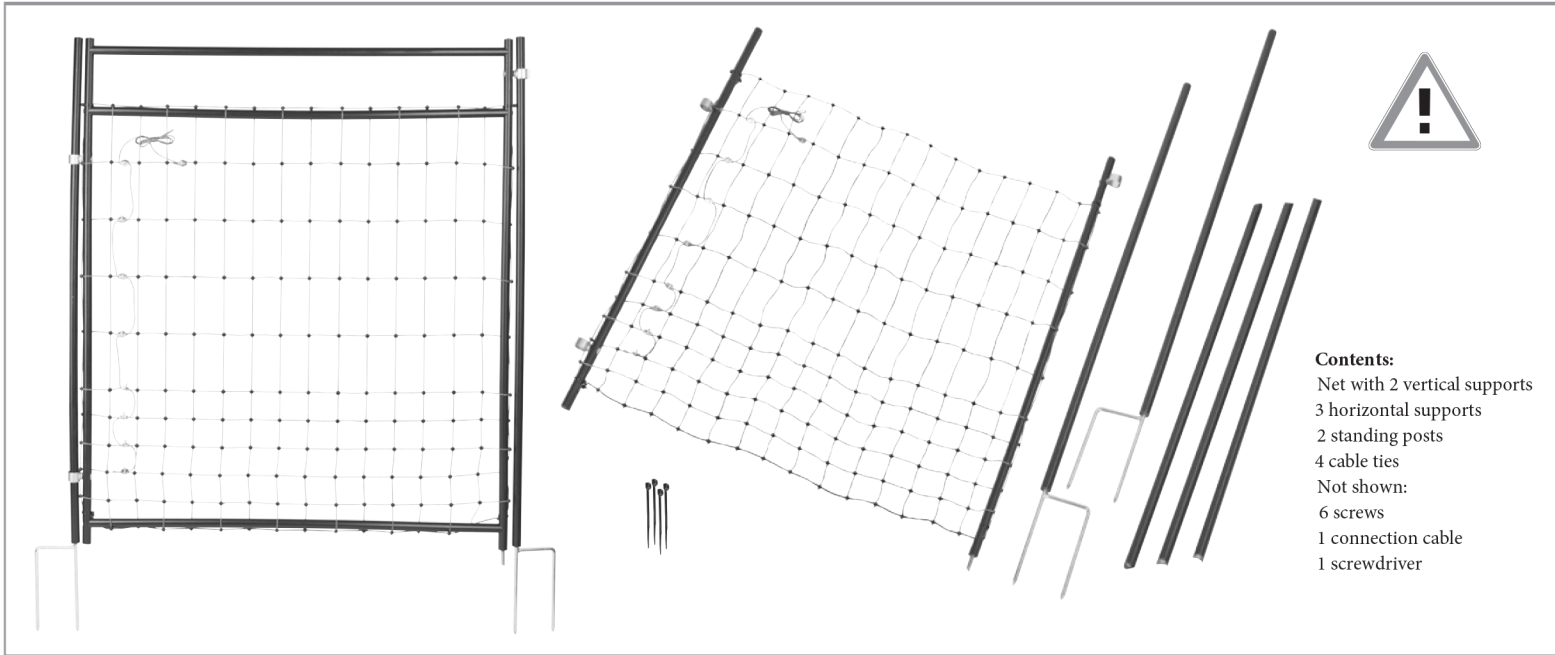 !
Contents:
Net with 2 vertical supports
3 horizontal supports
2 standing posts
4 cable ties
Not shown:
6 screws
1 connection cable
1 screwdriver